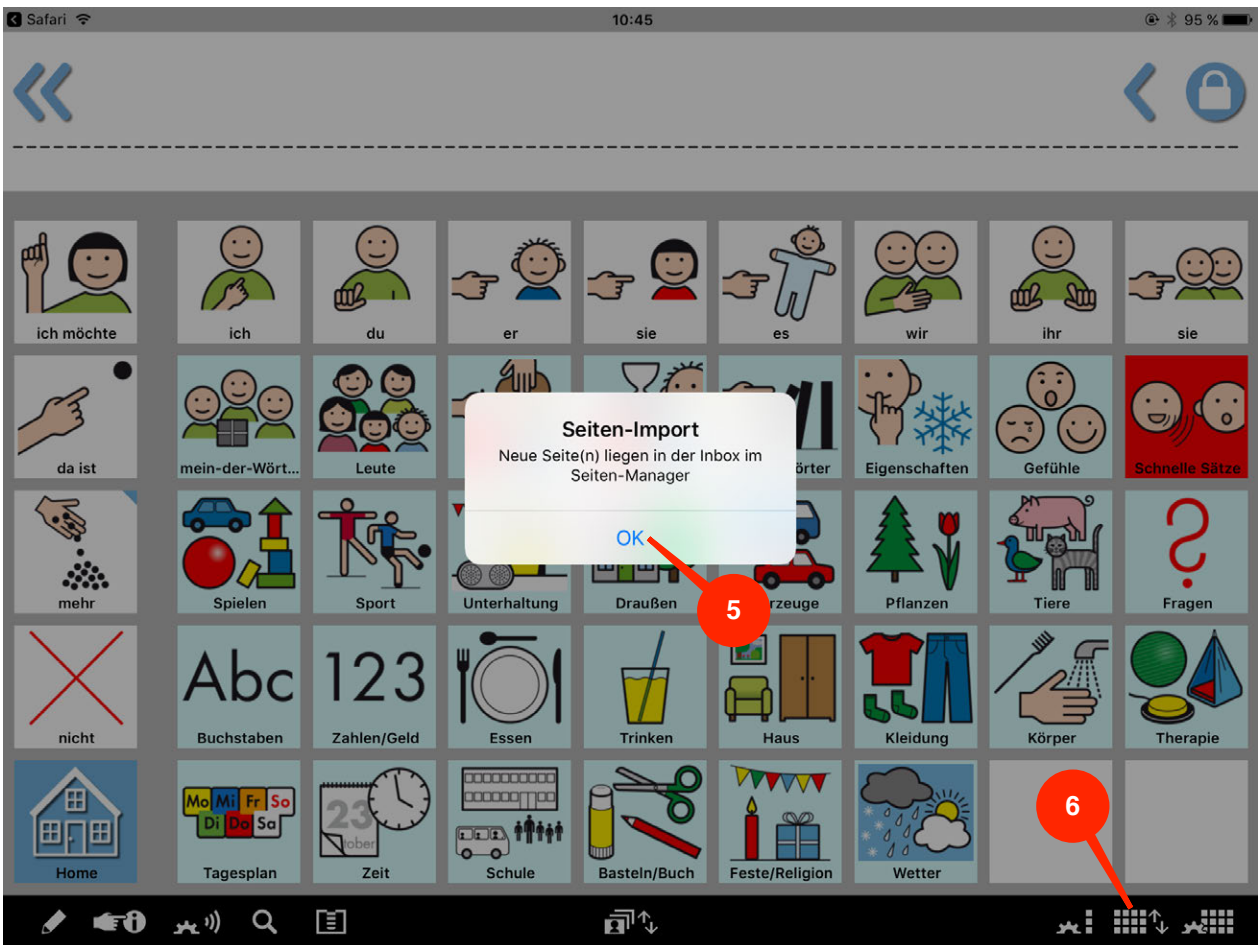 Safari
10:45
95 %
ich möchte
ich
du
er
sie
es
wir
ihr
sie
da ist
mein-der-Wört...
Leute
Seiten-Import
Neue Seite(n) liegen in der Inbox im
Seiten-Manager
OK
Eigenschaften
Gefühle
Schnelle Sätze
mehr
Spielen
Sport
Unterhaltung
Draußen
5
Pflanzen
Tiere
?
Fragen
nicht
Abc
Buchstaben
123
Zahlen/Geld
Essen
Trinken
Haus
Kleidung
Körper
Therapie
Home
Mo Mi Fr So
Di Do Sa
Tagesplan
23
tober
Zeit
Schule
Basteln/Buch
Feste/Religion
Wetter
6